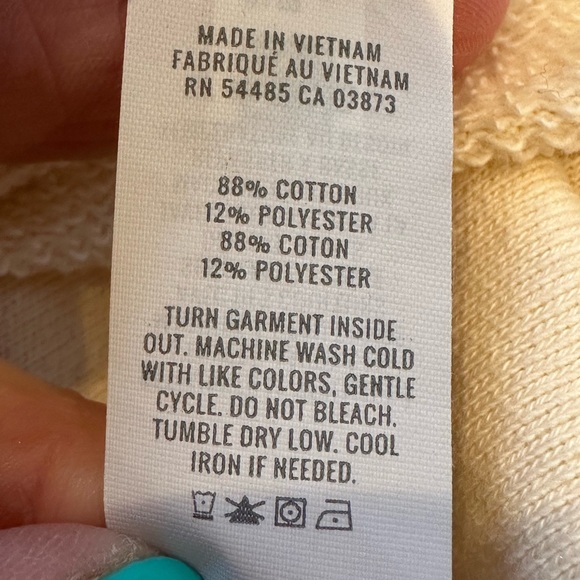 MADE IN VIETNAM
FABRIQUÉ AU VIETNAM
RN 54485 CA 03873
88% COTTON
12% POLYESTER
88% COTON
12% POLYESTER
TURN GARMENT INSIDE
OUT. MACHINE WASH COLD
WITH LIKE COLORS, GENTLE
CYCLE. DO NOT BLEACH.
TUMBLE DRY LOW. COOL
IRON IF NEEDED.